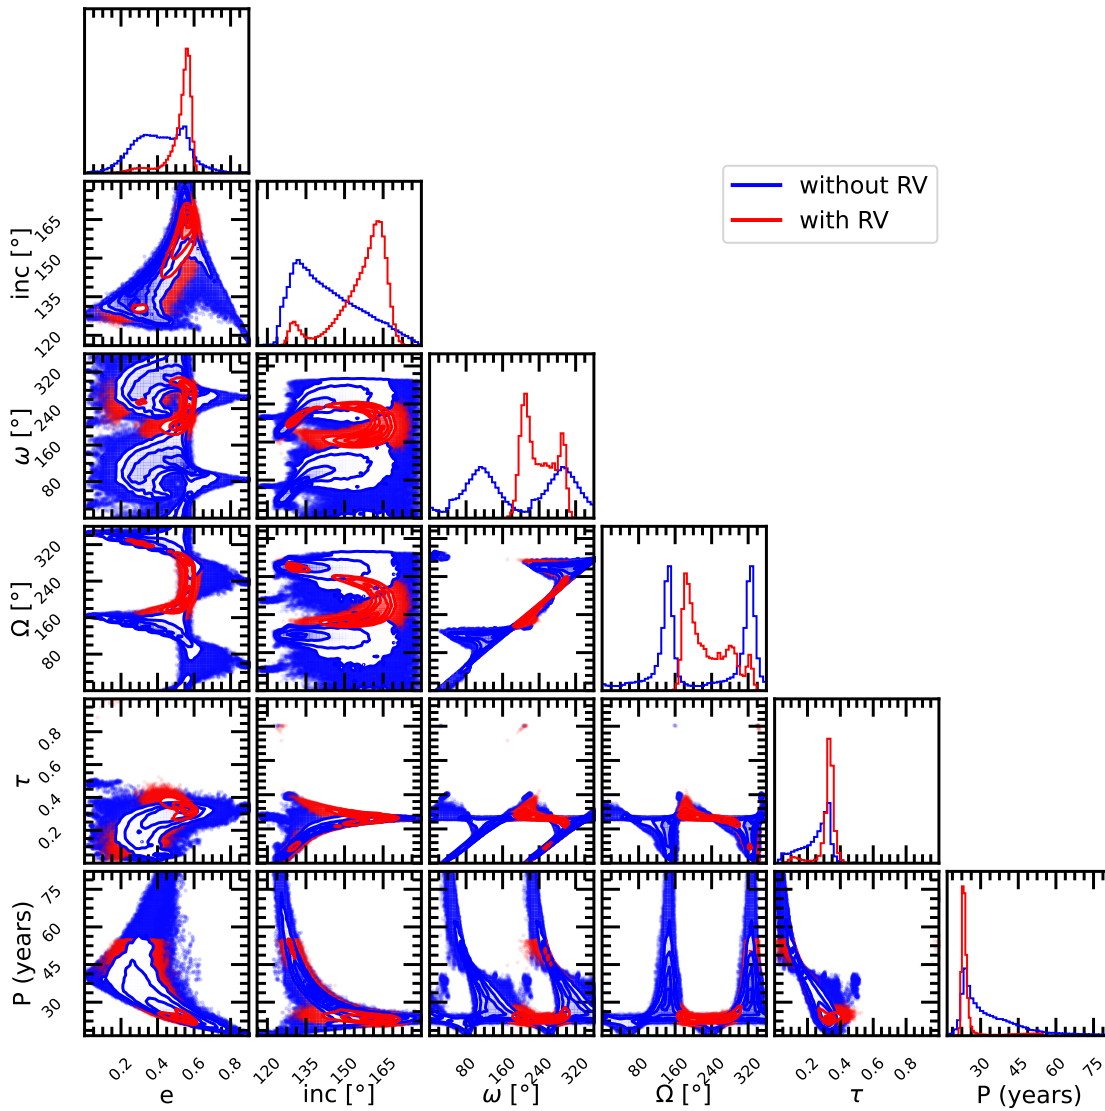 without RV
with RV
inc [°]
165
150
135
120
ω [°]
320
240
160
80
Ω [°]
320
240
160
80
τ
0.8
0.6
0.4
0.2
P (years)
75
60
45
30
0.2 0.4 0.6 0.8
120 135 150 165
80 160 240 320
80 160 240 320
0.2 0.4 0.6 0.8
30 45 60 75
e inc [°] ω [°] Ω [°] τ P (years)